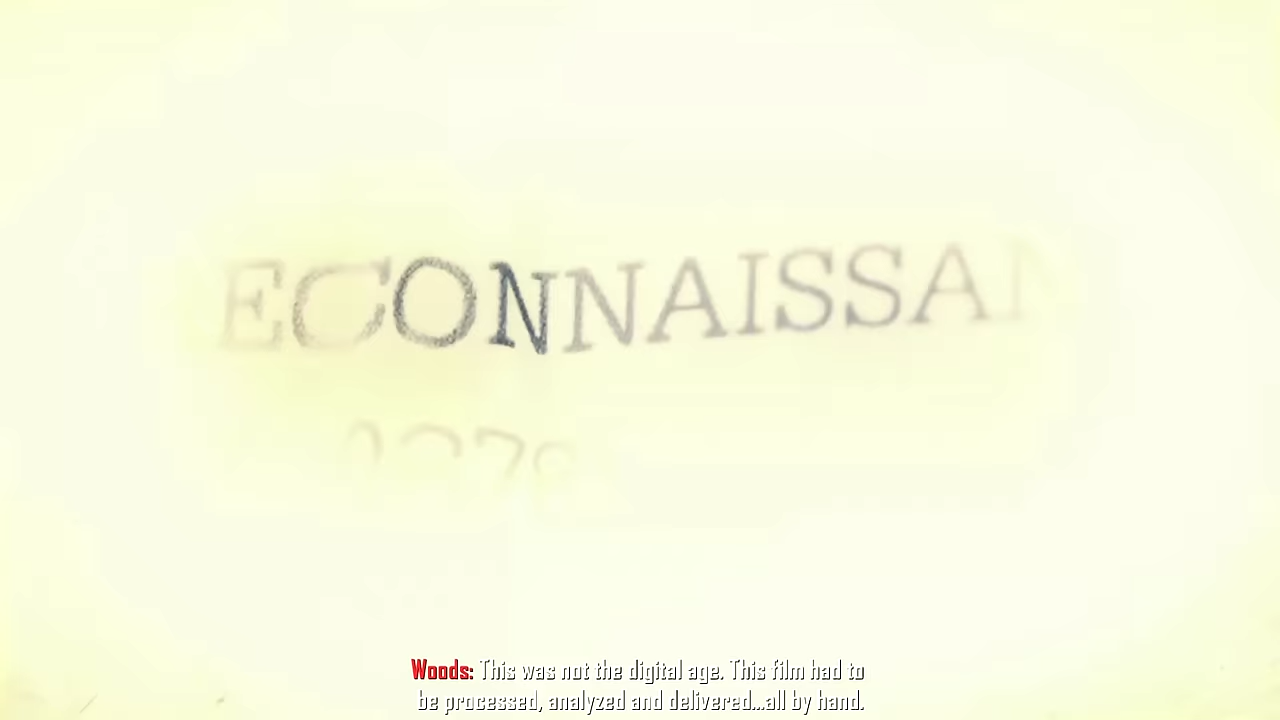 ECONNAISSAN
Woods: This was not the digital age. This film had to
be processed, analyzed and delivered...all by hand.